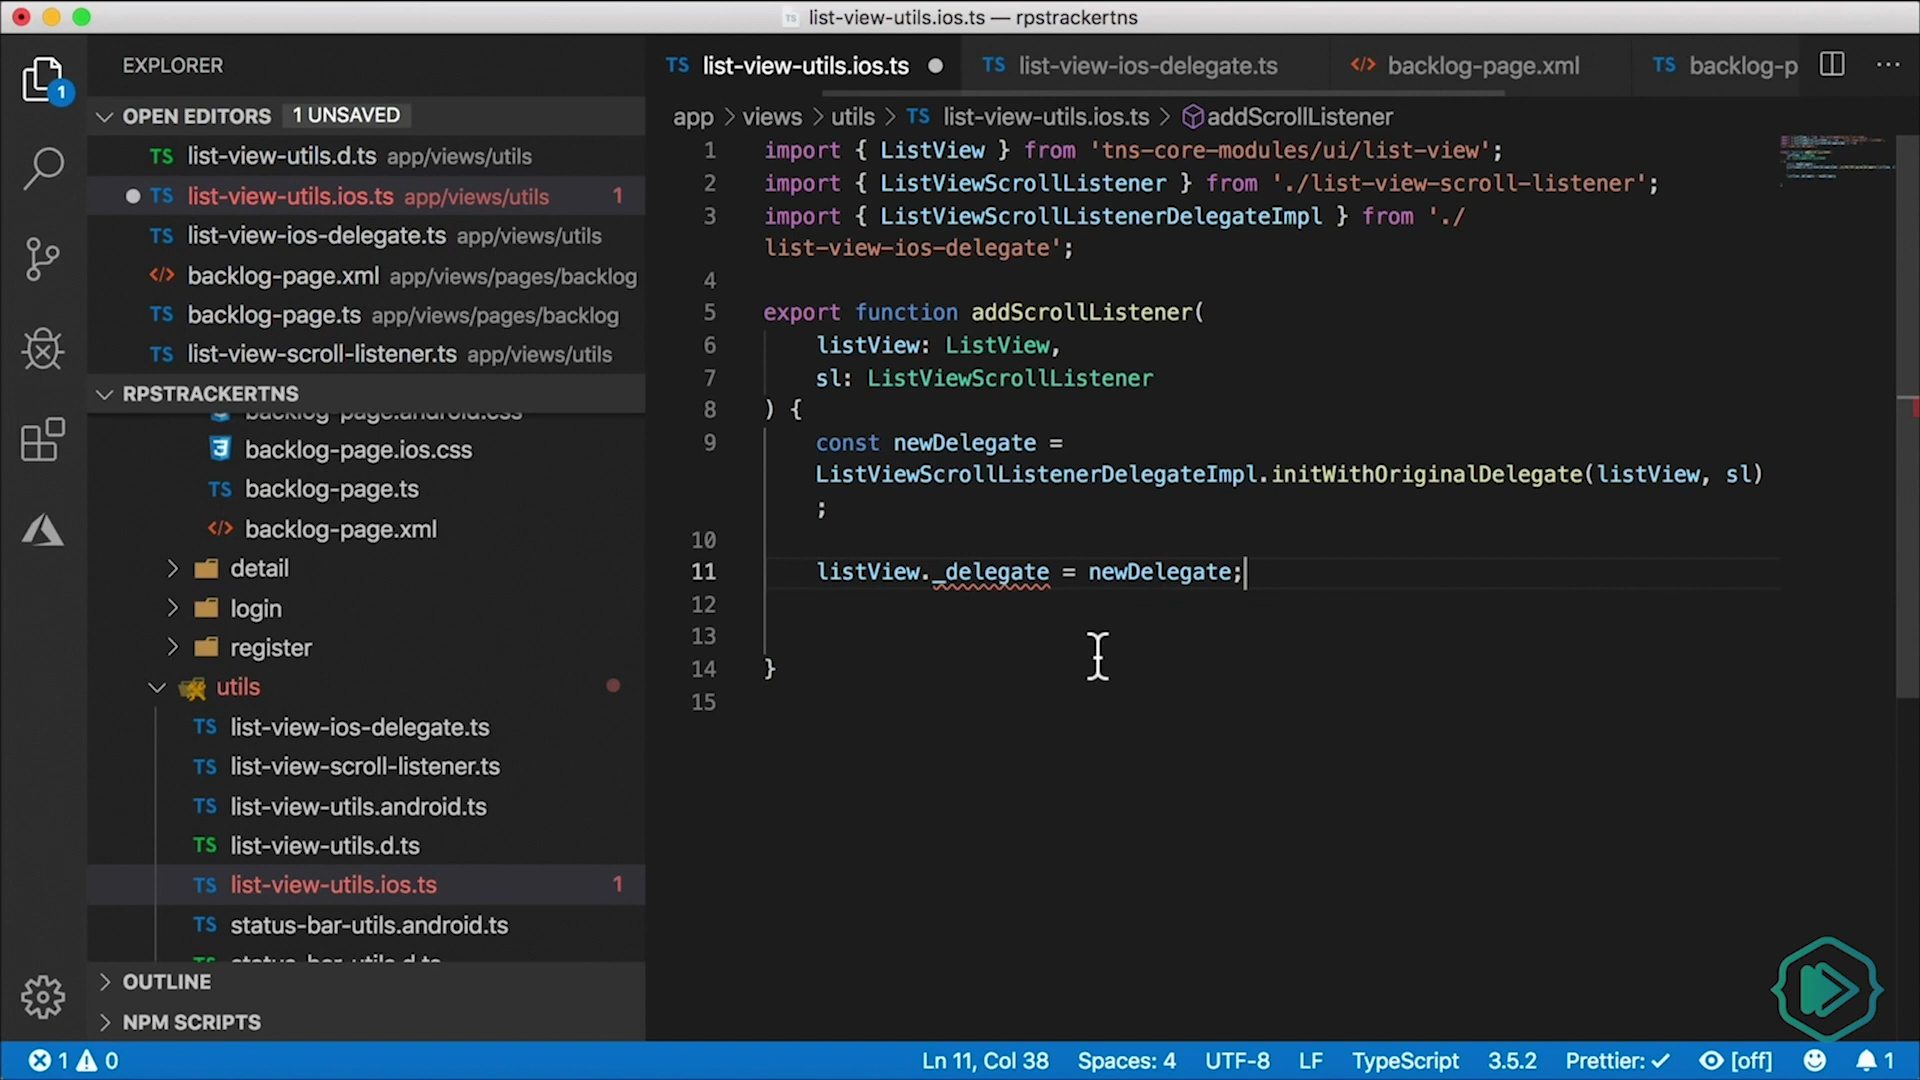 list-view-utils.ios.ts — rpstrackertns
EXPLORER
OPEN EDITORS 1 UNSAVED
TS list-view-utils.d.ts app/views/utils
TS list-view-utils.ios.ts app/views/utils 1
TS list-view-ios-delegate.ts app/views/utils
</> backlog-page.xml app/views/pages/backlog
TS backlog-page.ts app/views/pages/backlog
TS list-view-scroll-listener.ts app/views/utils
RPSTRACKERTNS
backlog-page.android.css
backlog-page.ios.css
TS backlog-page.ts
</> backlog-page.xml
detail
login
register
utils
TS list-view-ios-delegate.ts
TS list-view-scroll-listener.ts
TS list-view-utils.android.ts
TS list-view-utils.d.ts
TS list-view-utils.ios.ts 1
TS status-bar-utils.android.ts
TS status-bar-utils.d.ts
OUTLINE
NPM SCRIPTS
TS list-view-utils.ios.ts TS list-view-ios-delegate.ts </> backlog-page.xml TS backlog-p
app > views > utils > TS list-view-utils.ios.ts > addScrollListener
1 import { ListView } from 'tns-core-modules/ui/list-view';
2 import { ListViewScrollListener } from './list-view-scroll-listener';
3 import { ListViewScrollListenerDelegateImpl } from './
list-view-ios-delegate';
4
5 export function addScrollListener(
6 listView: ListView,
7 sl: ListViewScrollListener
8 ) {
9 const newDelegate =
ListViewScrollListenerDelegateImpl.initWithOriginalDelegate(listView, sl)
;
10
11 listView._delegate = newDelegate;
12
13
14 }
15
1 0 Ln 11, Col 38 Spaces: 4 UTF-8 LF TypeScript 3.5.2 Prettier: ✓ [off] 1